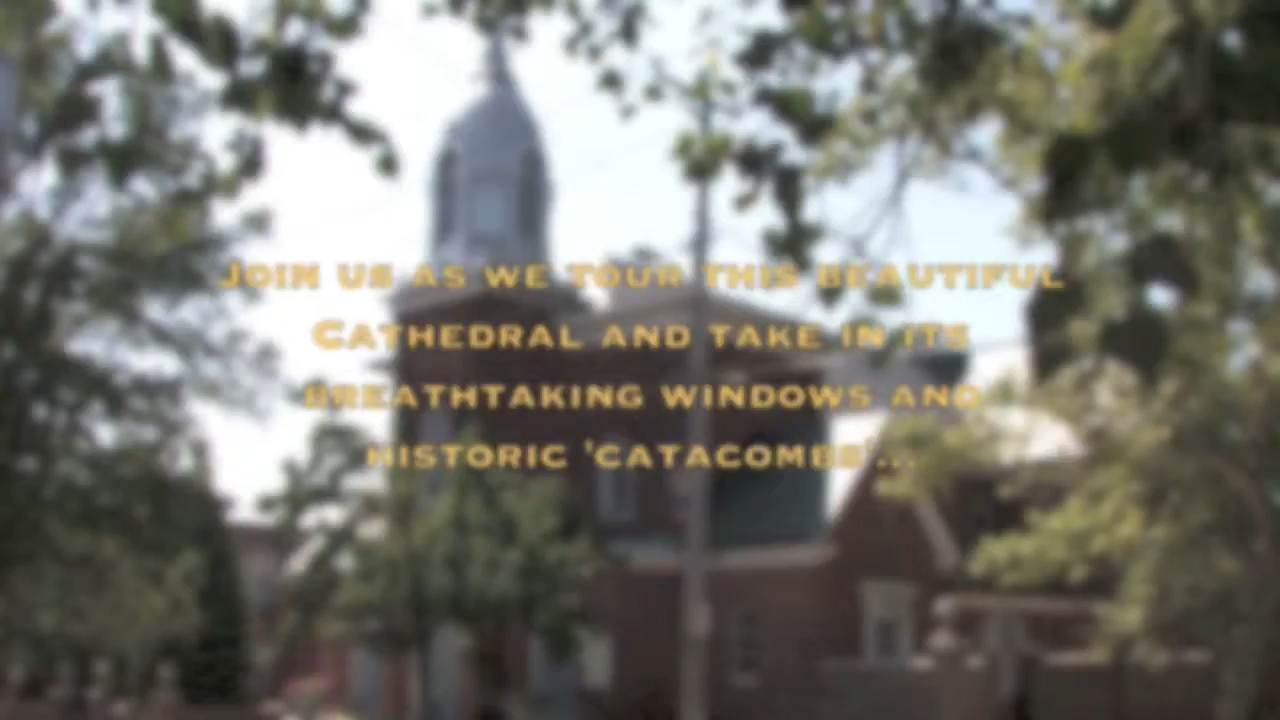 Join us as we tour this beautiful
Cathedral and take in its
breathtaking windows and
historic 'catacombs'...